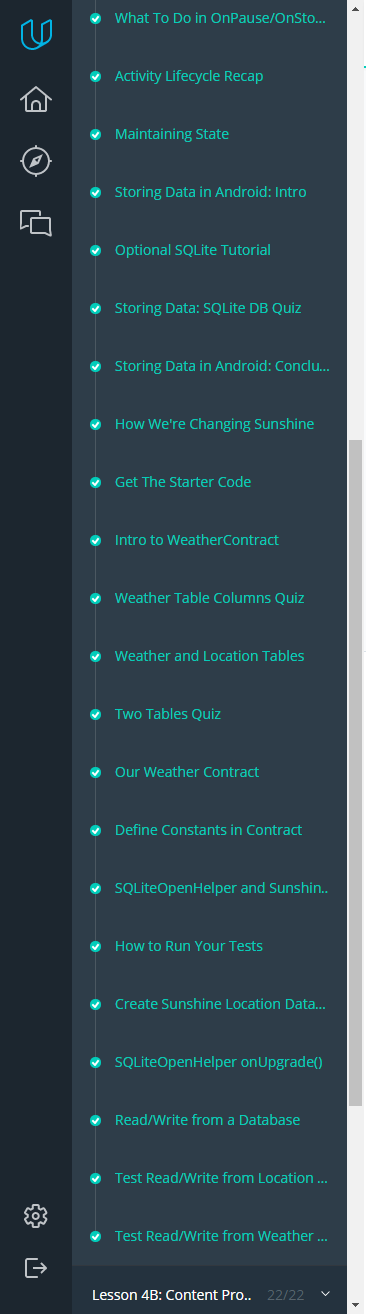 What To Do in OnPause/OnSto...
Activity Lifecycle Recap
Maintaining State
Storing Data in Android: Intro
Optional SQLite Tutorial
Storing Data: SQLite DB Quiz
Storing Data in Android: Conclu...
How We're Changing Sunshine
Get The Starter Code
Intro to WeatherContract
Weather Table Columns Quiz
Weather and Location Tables
Two Tables Quiz
Our Weather Contract
Define Constants in Contract
SQLiteOpenHelper and Sunshin..
How to Run Your Tests
Create Sunshine Location Data...
SQLiteOpenHelper onUpgrade()
Read/Write from a Database
Test Read/Write from Location ...
Test Read/Write from Weather ...
Lesson 4B: Content Pro.. 22/22